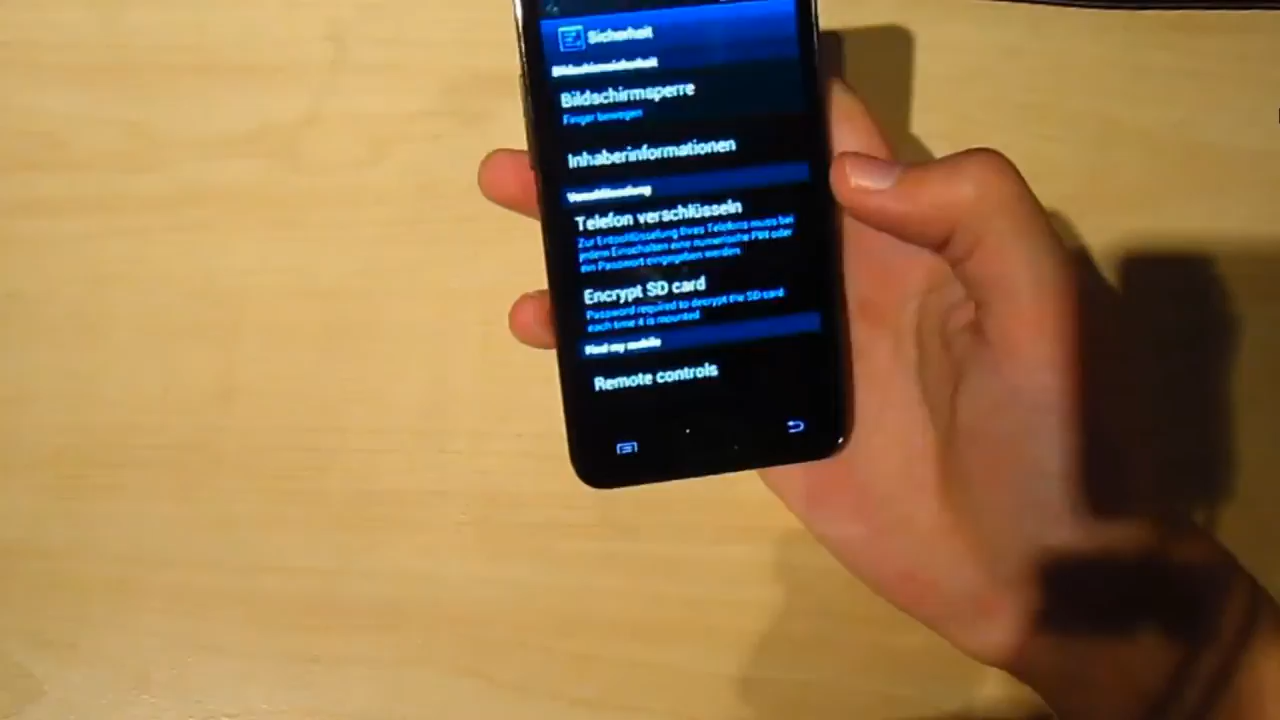 Sicherheit
Bildschirmsicherheit
Bildschirmsperre
Finger bewegen
Inhaberinformationen
Verschlüsselung
Telefon verschlüsseln
Zur Entschlüsselung Ihres Telefons muss bei
jedem Einschalten eine numerische PIN oder
ein Passwort eingegeben werden
Encrypt SD card
Password required to decrypt the SD card
each time it is mounted
Find my mobile
Remote controls